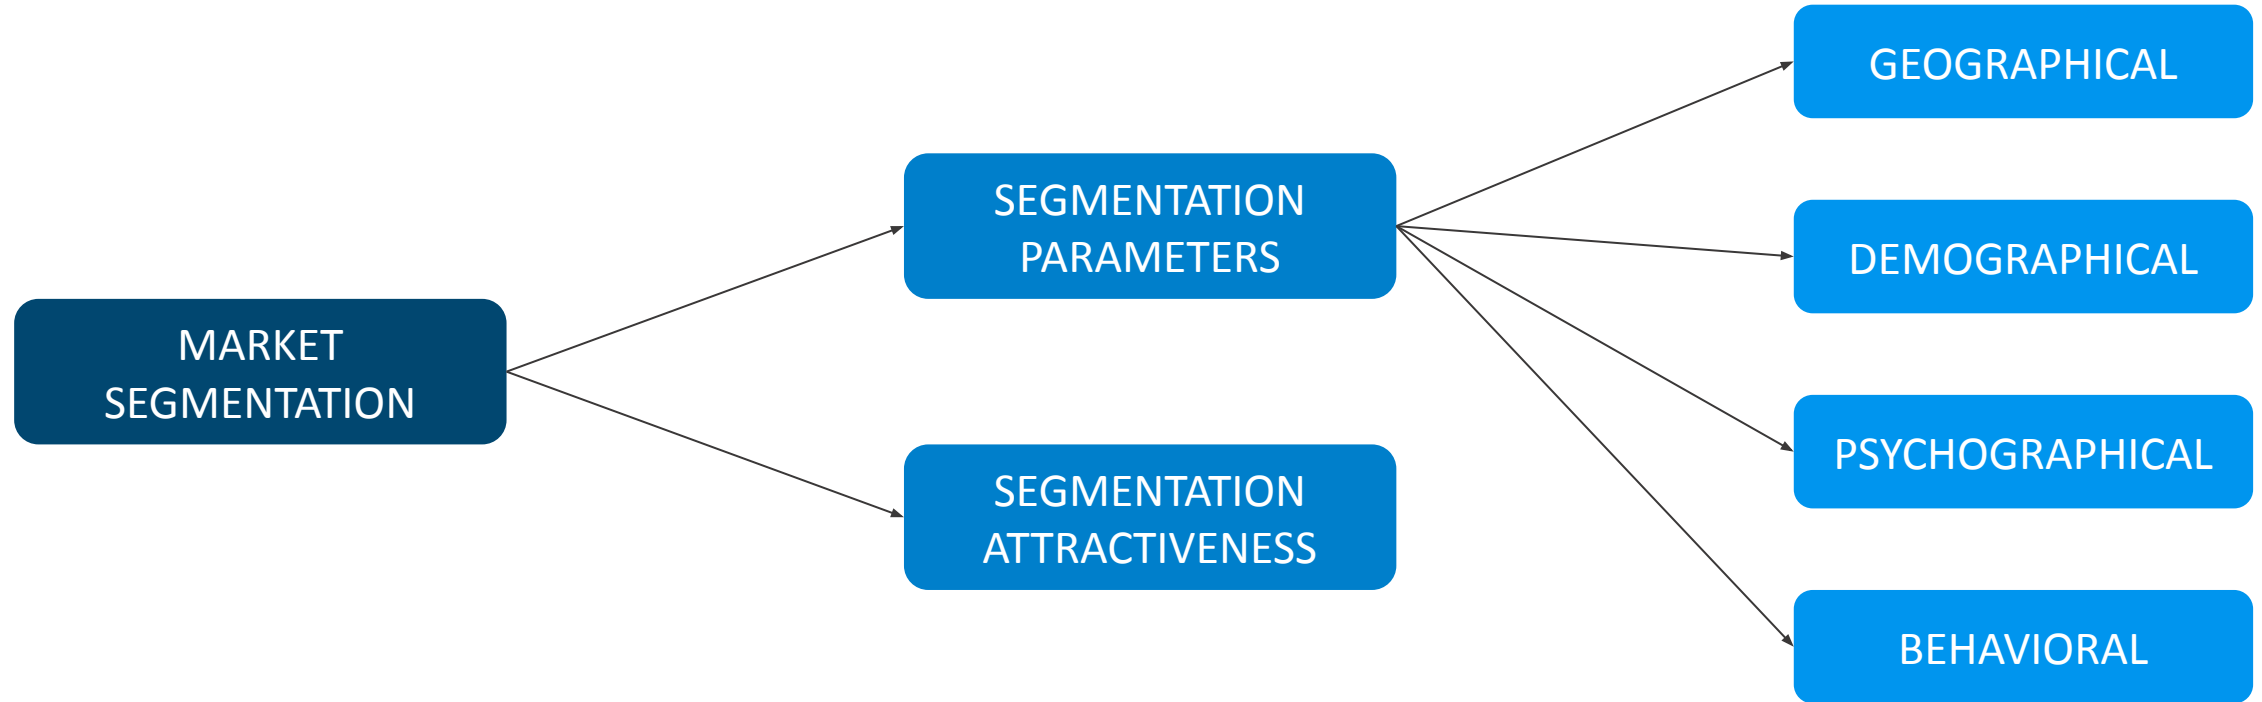 MARKET
SEGMENTATION
SEGMENTATION
PARAMETERS
SEGMENTATION
ATTRACTIVENESS
GEOGRAPHICAL
DEMOGRAPHICAL
PSYCHOGRAPHICAL
BEHAVIORAL